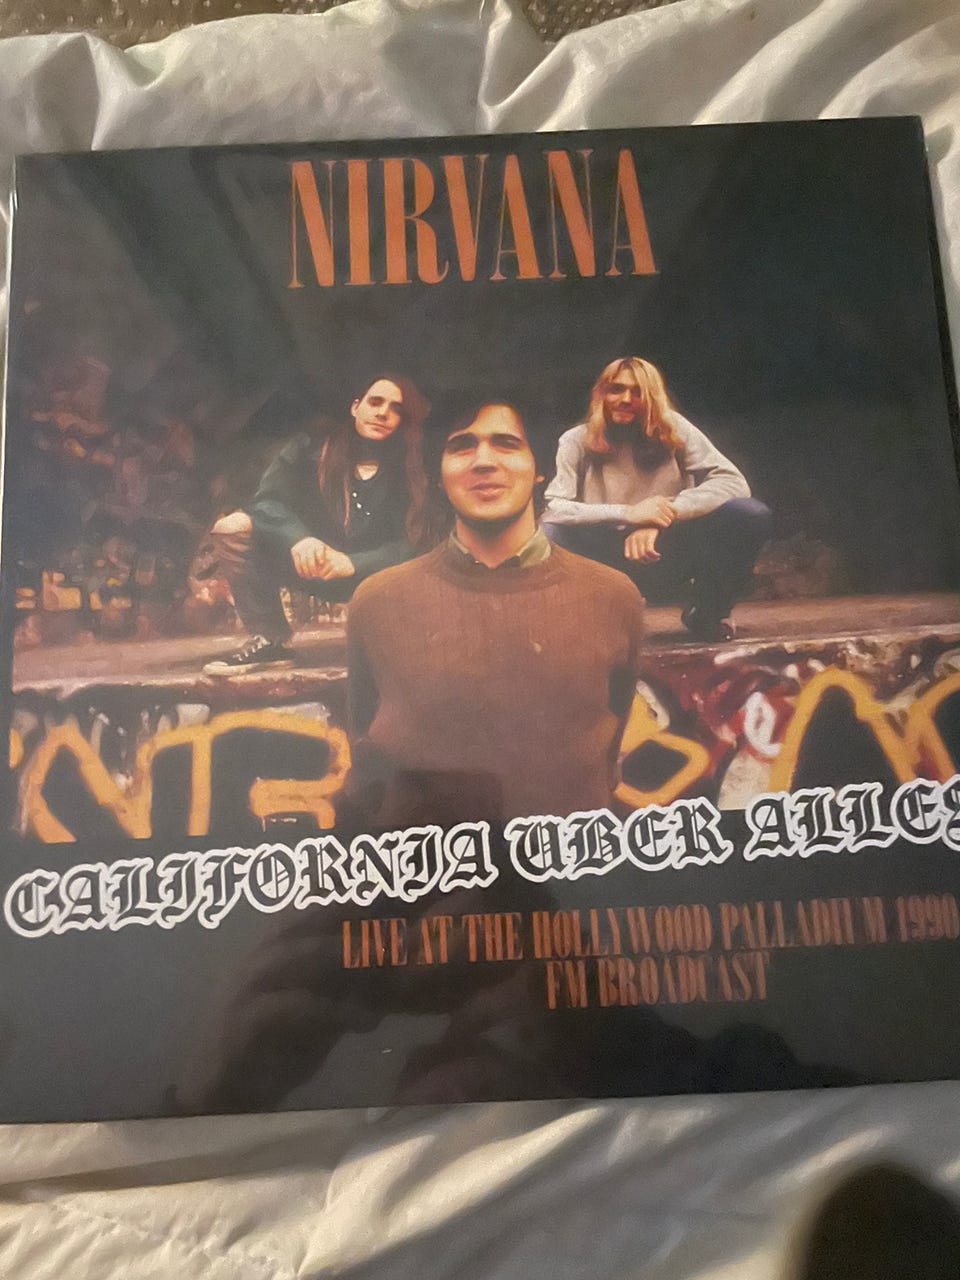 NIRVANA
CALIFORNIA UBER ALLES
LIVE AT THE HOLLYWOOD PALLADIUM 1990
FM BROADCAST